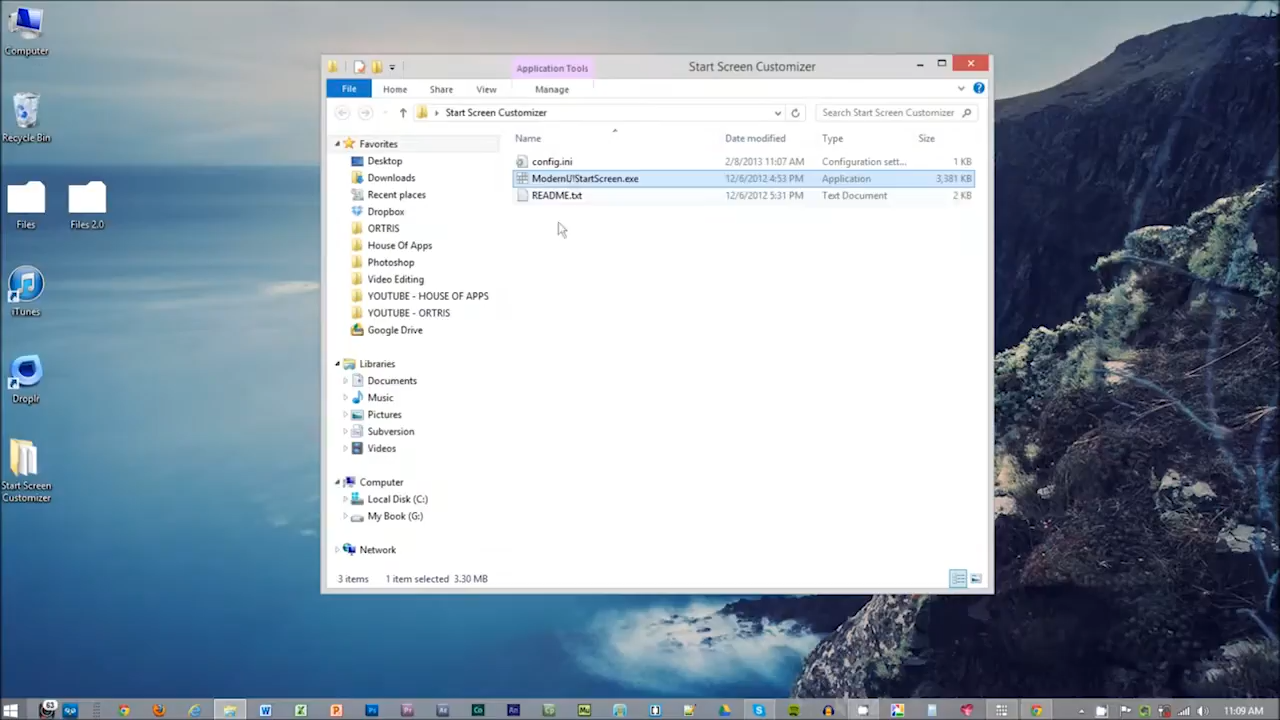 Computer
Recycle Bin
Files
Files 2.0
iTunes
Droplr
Start Screen
Customizer
Application Tools
Start Screen Customizer
File
Home
Share
View
Manage
Start Screen Customizer
Search Start Screen Customizer
Name
Date modified
Type
Size
config.ini
2/8/2013 11:07 AM
Configuration sett...
1 KB
ModernUIStartScreen.exe
12/6/2012 4:53 PM
Application
3,381 KB
README.txt
12/6/2012 5:31 PM
Text Document
2 KB
Favorites
Desktop
Downloads
Recent places
Dropbox
ORTRIS
House Of Apps
Photoshop
Video Editing
YOUTUBE - HOUSE OF APPS
YOUTUBE - ORTRIS
Google Drive
Libraries
Documents
Music
Pictures
Subversion
Videos
Computer
Local Disk (C:)
My Book (G:)
Network
3 items
1 item selected 3.30 MB
63
11:09 AM